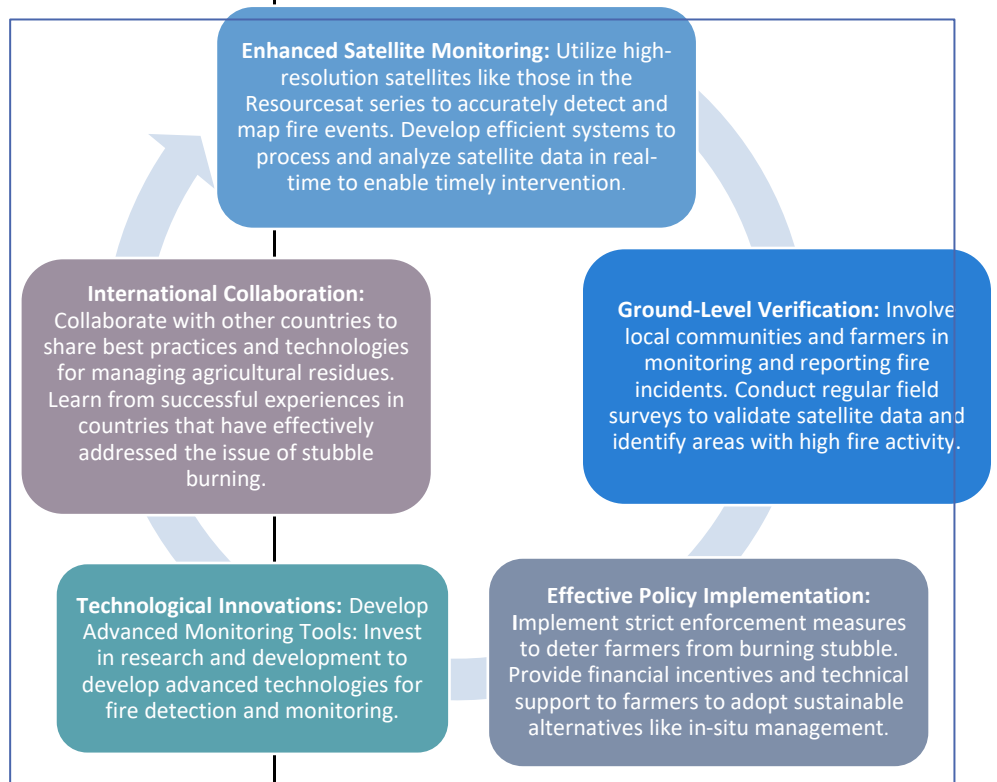 Enhanced Satellite Monitoring: Utilize high-
resolution satellites like those in the
Resourcesat series to accurately detect and
map fire events. Develop efficient systems to
process and analyze satellite data in real-
time to enable timely intervention.
Ground-Level Verification: Involve
local communities and farmers in
monitoring and reporting fire
incidents. Conduct regular field
surveys to validate satellite data and
identify areas with high fire activity.
Effective Policy Implementation:
Implement strict enforcement measures
to deter farmers from burning stubble.
Provide financial incentives and technical
support to farmers to adopt sustainable
alternatives like in-situ management.
Technological Innovations: Develop
Advanced Monitoring Tools: Invest
in research and development to
develop advanced technologies for
fire detection and monitoring.
International Collaboration:
Collaborate with other countries to
share best practices and technologies
for managing agricultural residues.
Learn from successful experiences in
countries that have effectively
addressed the issue of stubble
burning.